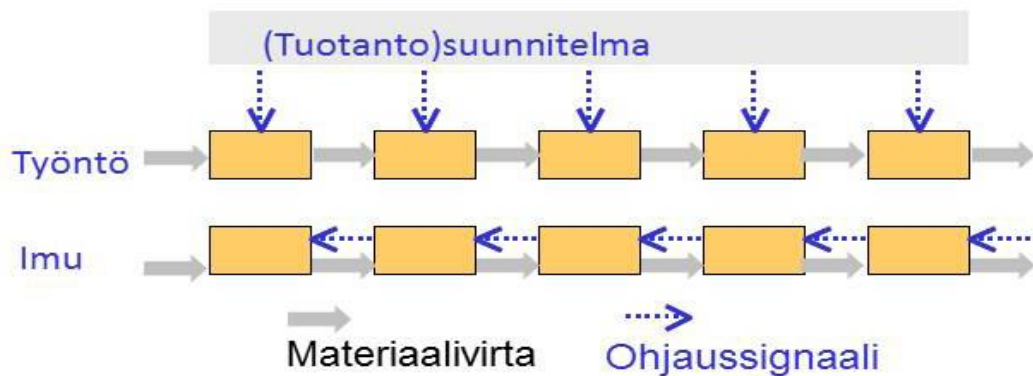 (Tuotanto)suunnitelma
Työntö
Imu
Materiaalivirta
Ohjaussignaali